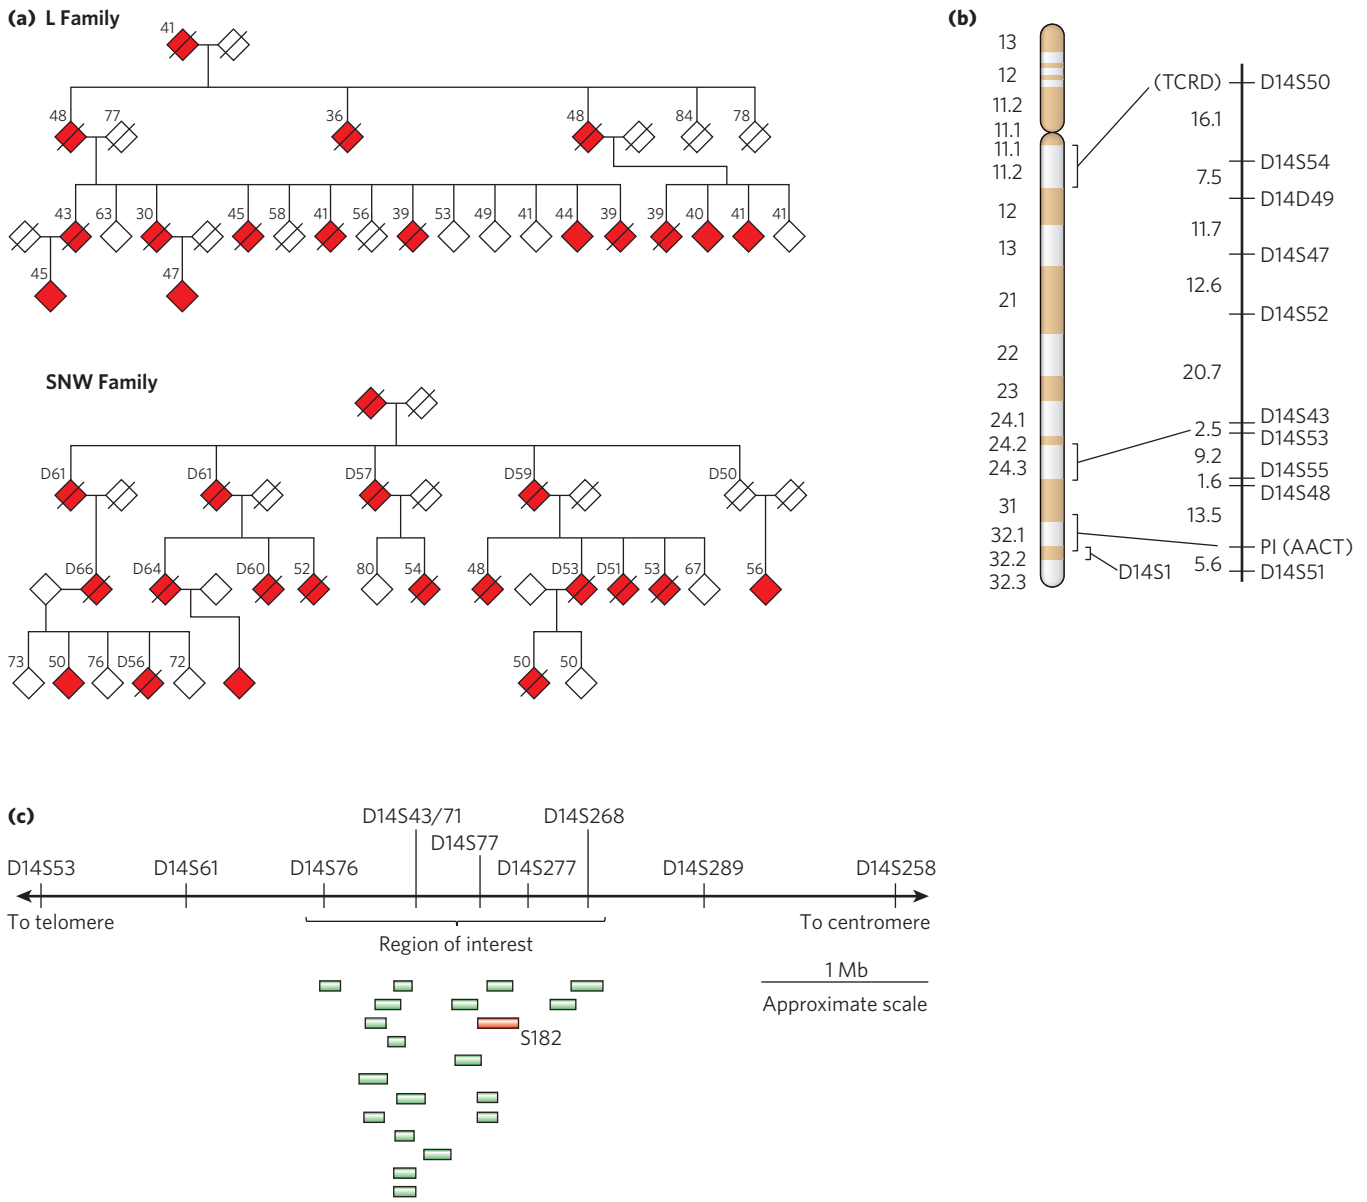 (a) L Family
41
48 77 36 48 84 78
43 63 30 45 58 41 56 39 53 49 41 44 39 39 40 41 41
45 47
SNW Family
D61 D61 D57 D59 D50
D66 D64 D60 52 80 54 48 D53 D51 53 67 56
73 50 76 D56 72 50 50
(b)
13
12
11.2
11.1
11.1
11.2
12
13
21
22
23
24.1
24.2
24.3
31
32.1
32.2
32.3
(TCRD) D14S50
16.1
D14S54
7.5
D14D49
11.7
D14S47
12.6
D14S52
20.7
D14S43
2.5
D14S53
9.2
D14S55
1.6
D14S48
13.5
PI (AACT)
5.6
D14S51
D14S1
(c)
D14S43/71 D14S268
D14S77
D14S53 D14S61 D14S76 D14S277 D14S289 D14S258
To telomere To centromere
Region of interest
1 Mb
Approximate scale
S182